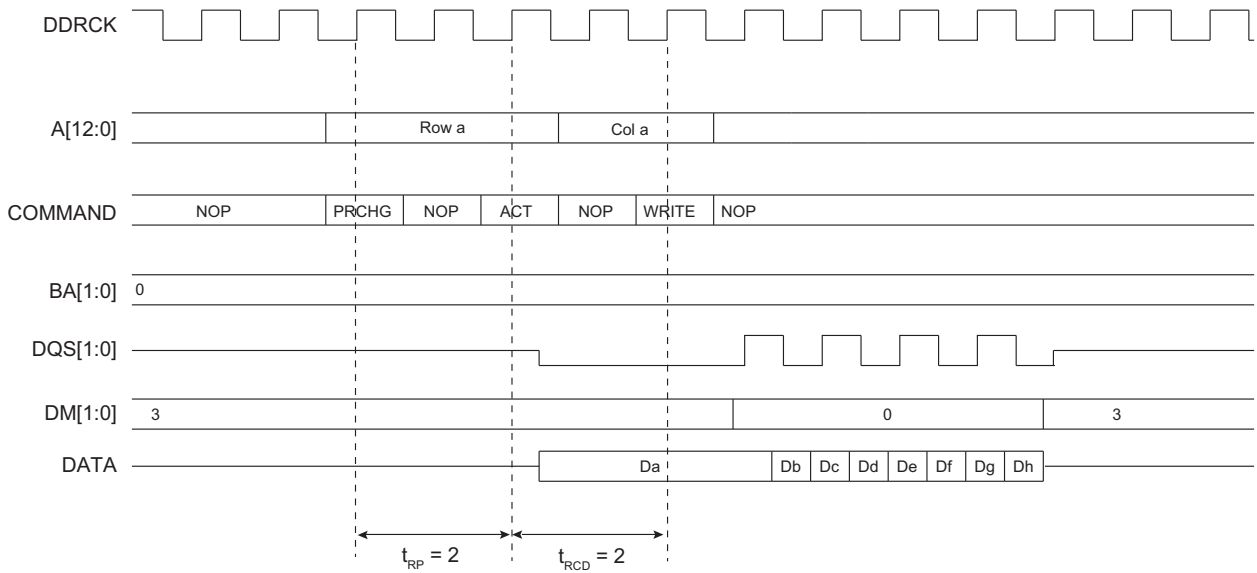 DDRCK
A[12:0] Row a Col a
COMMAND NOP PRCHG NOP ACT NOP WRITE NOP
BA[1:0] 0
DQS[1:0]
DM[1:0] 3 0 3
DATA Da Db Dc Dd De Df Dg Dh
tRP = 2 tRCD = 2